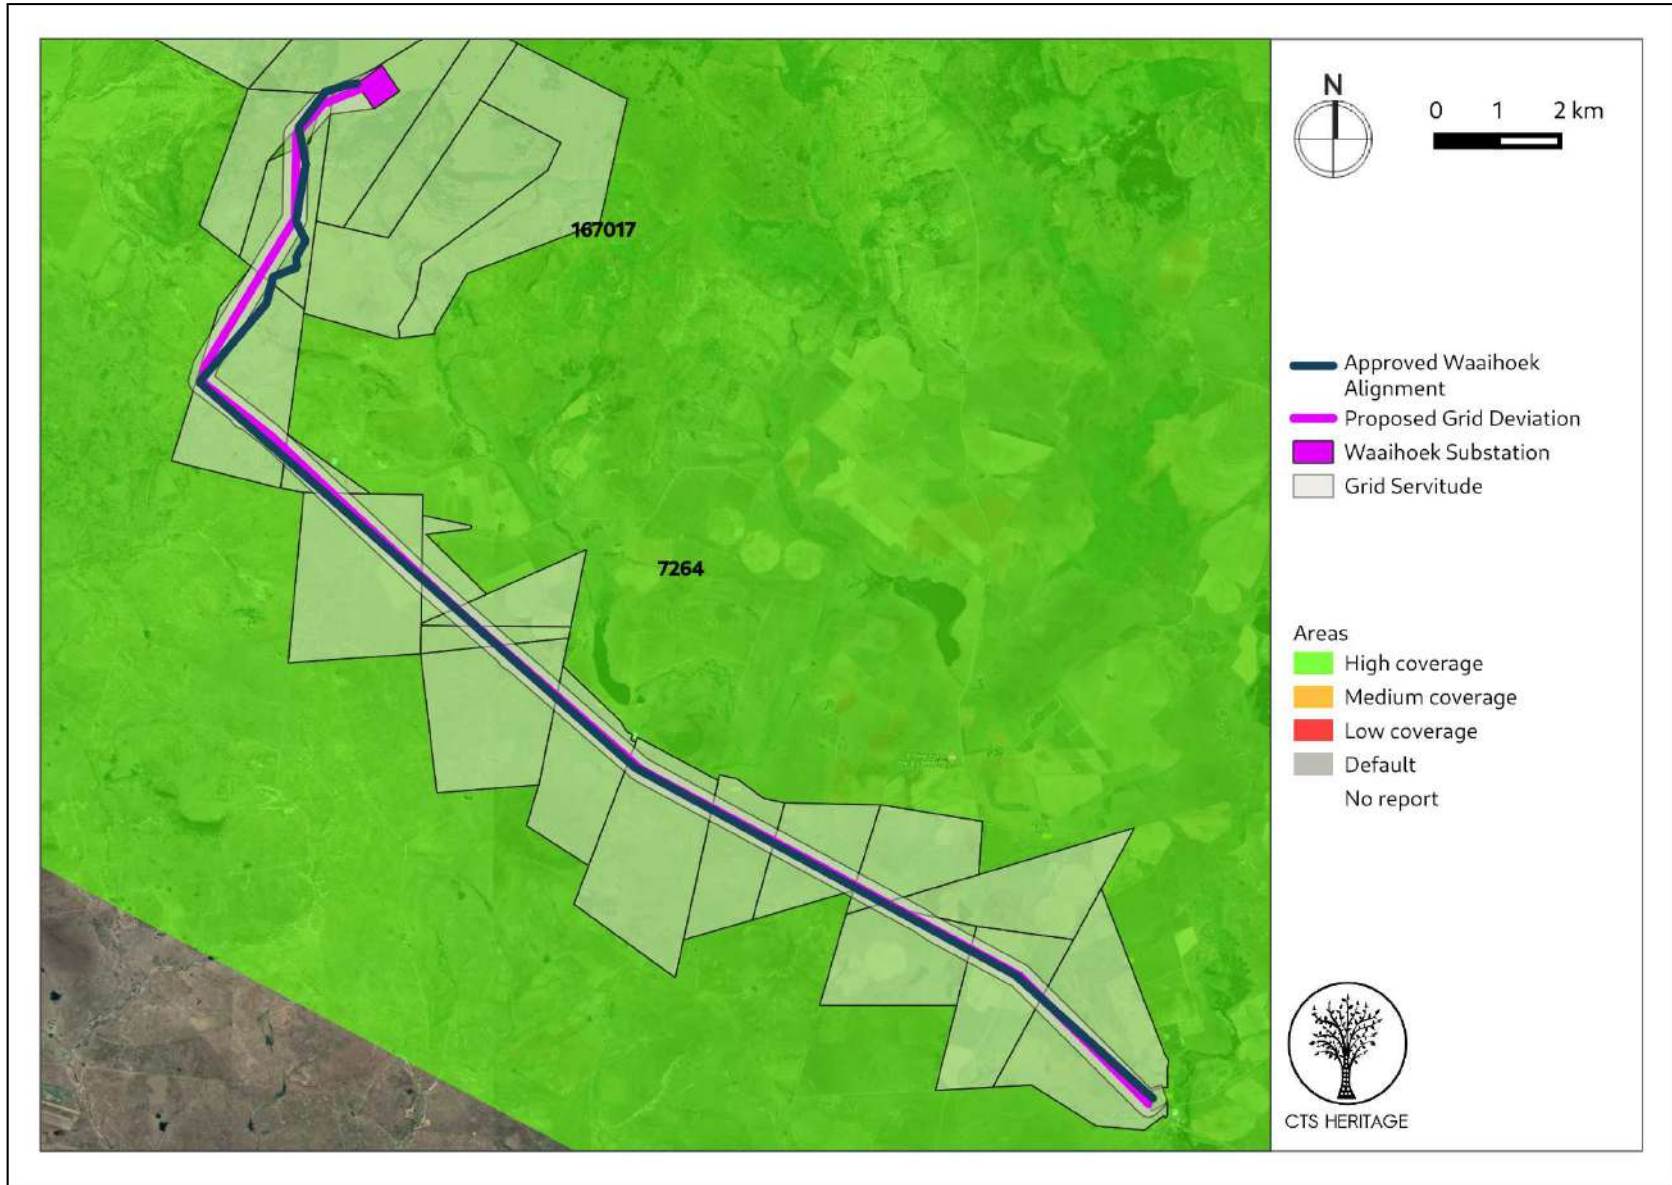 167017
7264
N
0 1 2 km
Approved Waaihoek
Alignment
Proposed Grid Deviation
Waaihoek Substation
Grid Servitude
Areas
High coverage
Medium coverage
Low coverage
Default
No report
CTS HERITAGE